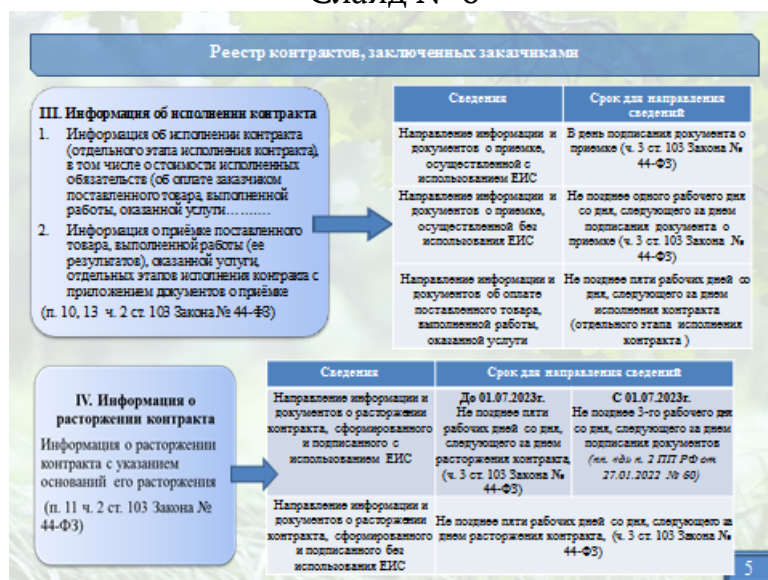 Слайд № 6
Реестр контрактов, заключенных заказчиками
III. Информация об исполнении контракта
1. Информация об исполнении контракта
(отдельного этапа исполнения контракта),
в том числе о стоимости исполненных
обязательств (об оплате заказчиком
поставленного товара, выполненной
работы, оказанной услуги..........
2. Информация о приёмке поставленного
товара, выполненной работы (ее
результатов), оказанной услуги,
отдельных этапов исполнения контракта с
приложением документов о приёмке
(п. 10, 13 ч. 2 ст. 103 Закона № 44-ФЗ)
Сведения
Срок для направления
сведений
Направление информации и
документов о приемке,
осуществленной с
использованием ЕИС
В день подписания документа о
приемке (ч. 3 ст. 103 Закона №
44-ФЗ)
Направление информации и
документов о приемке,
осуществленной без
использования ЕИС
Не позднее одного рабочего дня
со дня, следующего за днем
подписания документа о
приемке (ч. 3 ст. 103 Закона №
44-ФЗ)
Направление информации и
документов об оплате
поставленного товара,
выполненной работы,
оказанной услуги
Не позднее пяти рабочих дней со
дня, следующего за днем
исполнения контракта
(отдельного этапа исполнения
контракта )
IV. Информация о
расторжении контракта
Информация о расторжении
контракта с указанием
оснований его расторжения
(п. 11 ч. 2 ст. 103 Закона №
44-ФЗ)
Сведения
Срок для направления сведений
Направление информации и
документов о расторжении
контракта, сформированного
и подписанного с
использованием ЕИС
До 01.07.2023г.
Не позднее пяти
рабочих дней со дня,
следующего за днем
расторжения контракта,
(ч. 3 ст. 103 Закона №
44-ФЗ)
С 01.07.2023г.
Не позднее 3-го рабочего дня
со дня, следующего за днем
подписания документов
(пп. «д» п. 2 ПП РФ от
27.01.2022 № 60)
Направление информации и
документов о расторжении
контракта, сформированного
и подписанного без
использования ЕИС
Не позднее пяти рабочих дней со дня, следующего за
днем расторжения контракта, (ч. 3 ст. 103 Закона №
44-ФЗ)
5